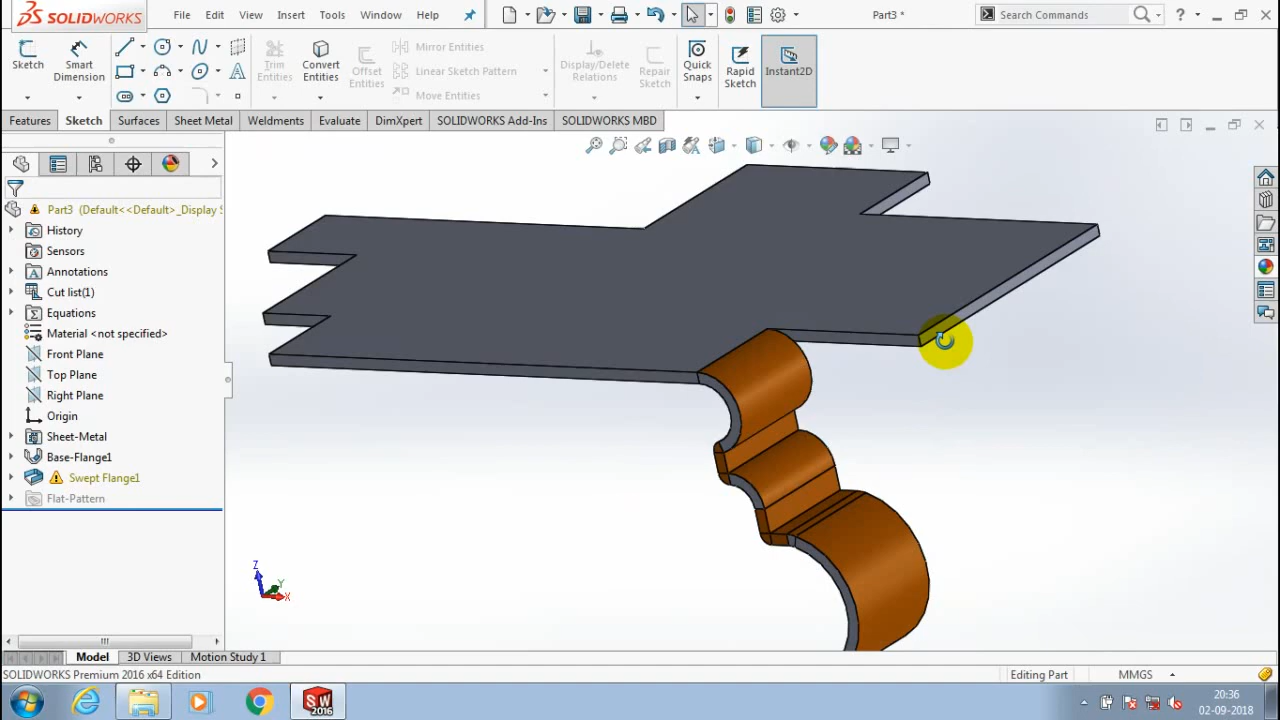 SOLIDWORKS File Edit View Insert Tools Window Help Part3 * Search Commands ?
Sketch Smart Dimension Trim Entities Convert Entities Offset Entities Mirror Entities Linear Sketch Pattern Move Entities Display/Delete Relations Repair Sketch Quick Snaps Rapid Sketch Instant2D
Features Sketch Surfaces Sheet Metal Weldments Evaluate DimXpert SOLIDWORKS Add-Ins SOLIDWORKS MBD
Part3 (Default<<Default>_Display S
History
Sensors
Annotations
Cut list(1)
Equations
Material <not specified>
Front Plane
Top Plane
Right Plane
Origin
Sheet-Metal
Base-Flange1
Swept Flange1
Flat-Pattern
Z
Y
X
Model 3D Views Motion Study 1
SOLIDWORKS Premium 2016 x64 Edition Editing Part MMGS
SW 2016
20:36
02-09-2018